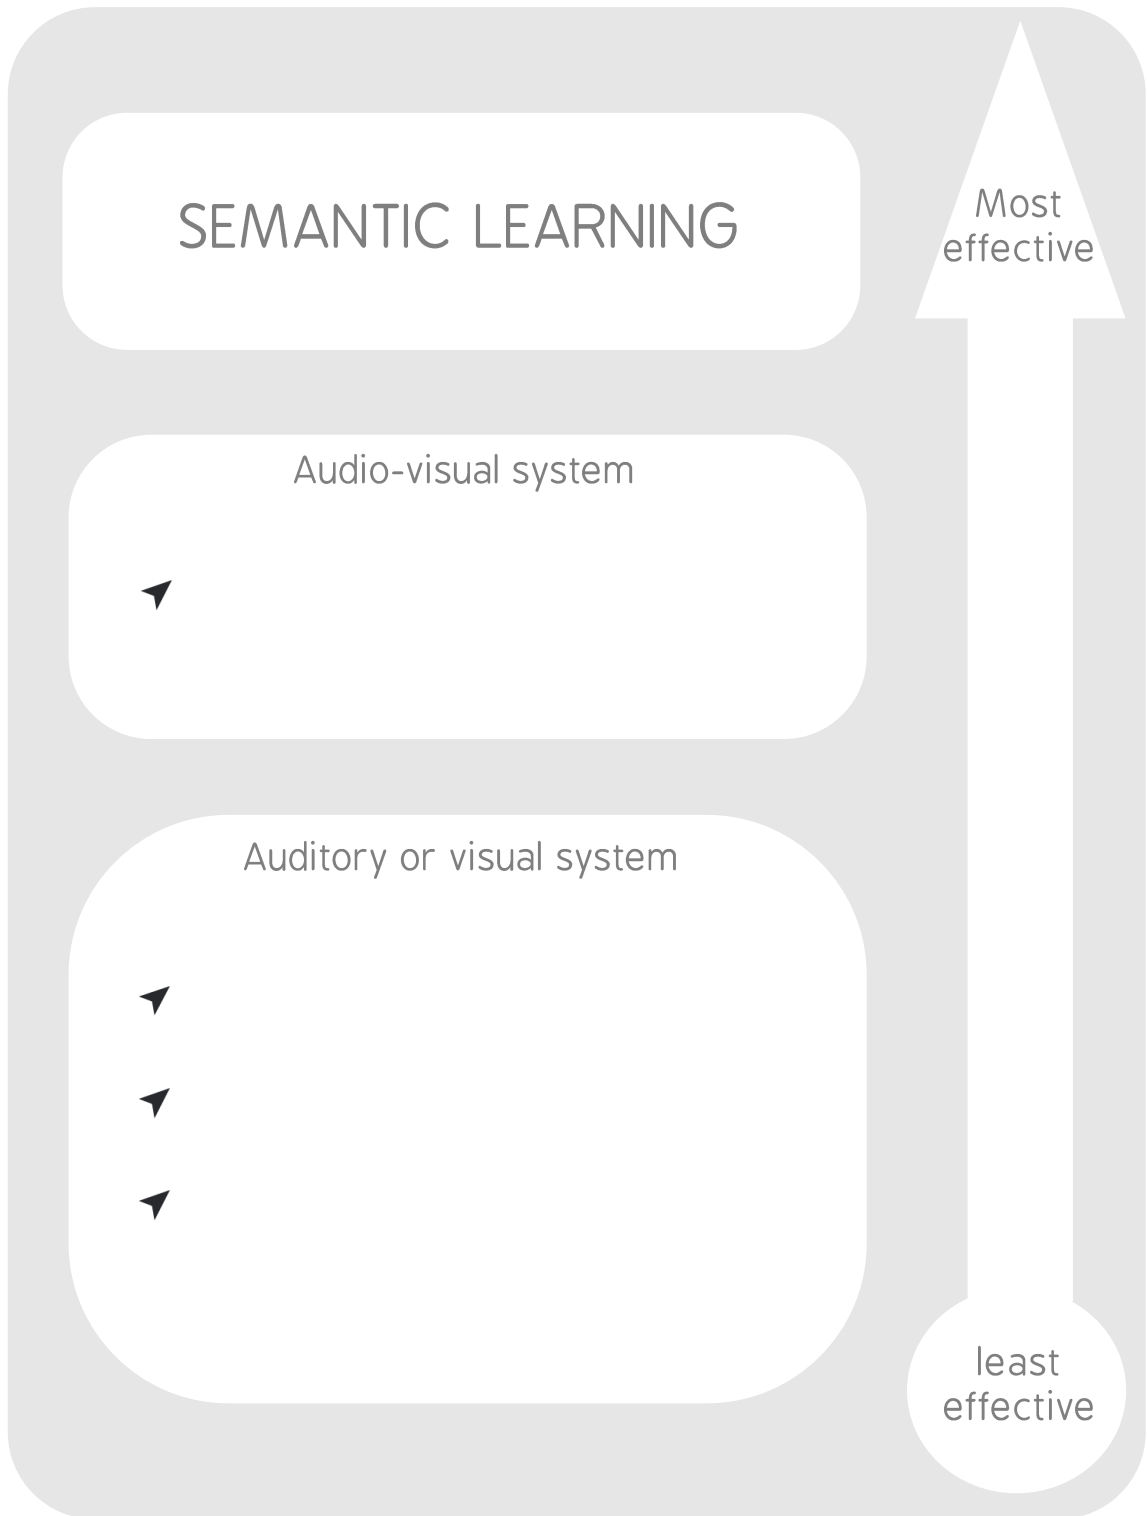 SEMANTIC LEARNING
Most
effective
Audio-visual system
Auditory or visual system
least
effective